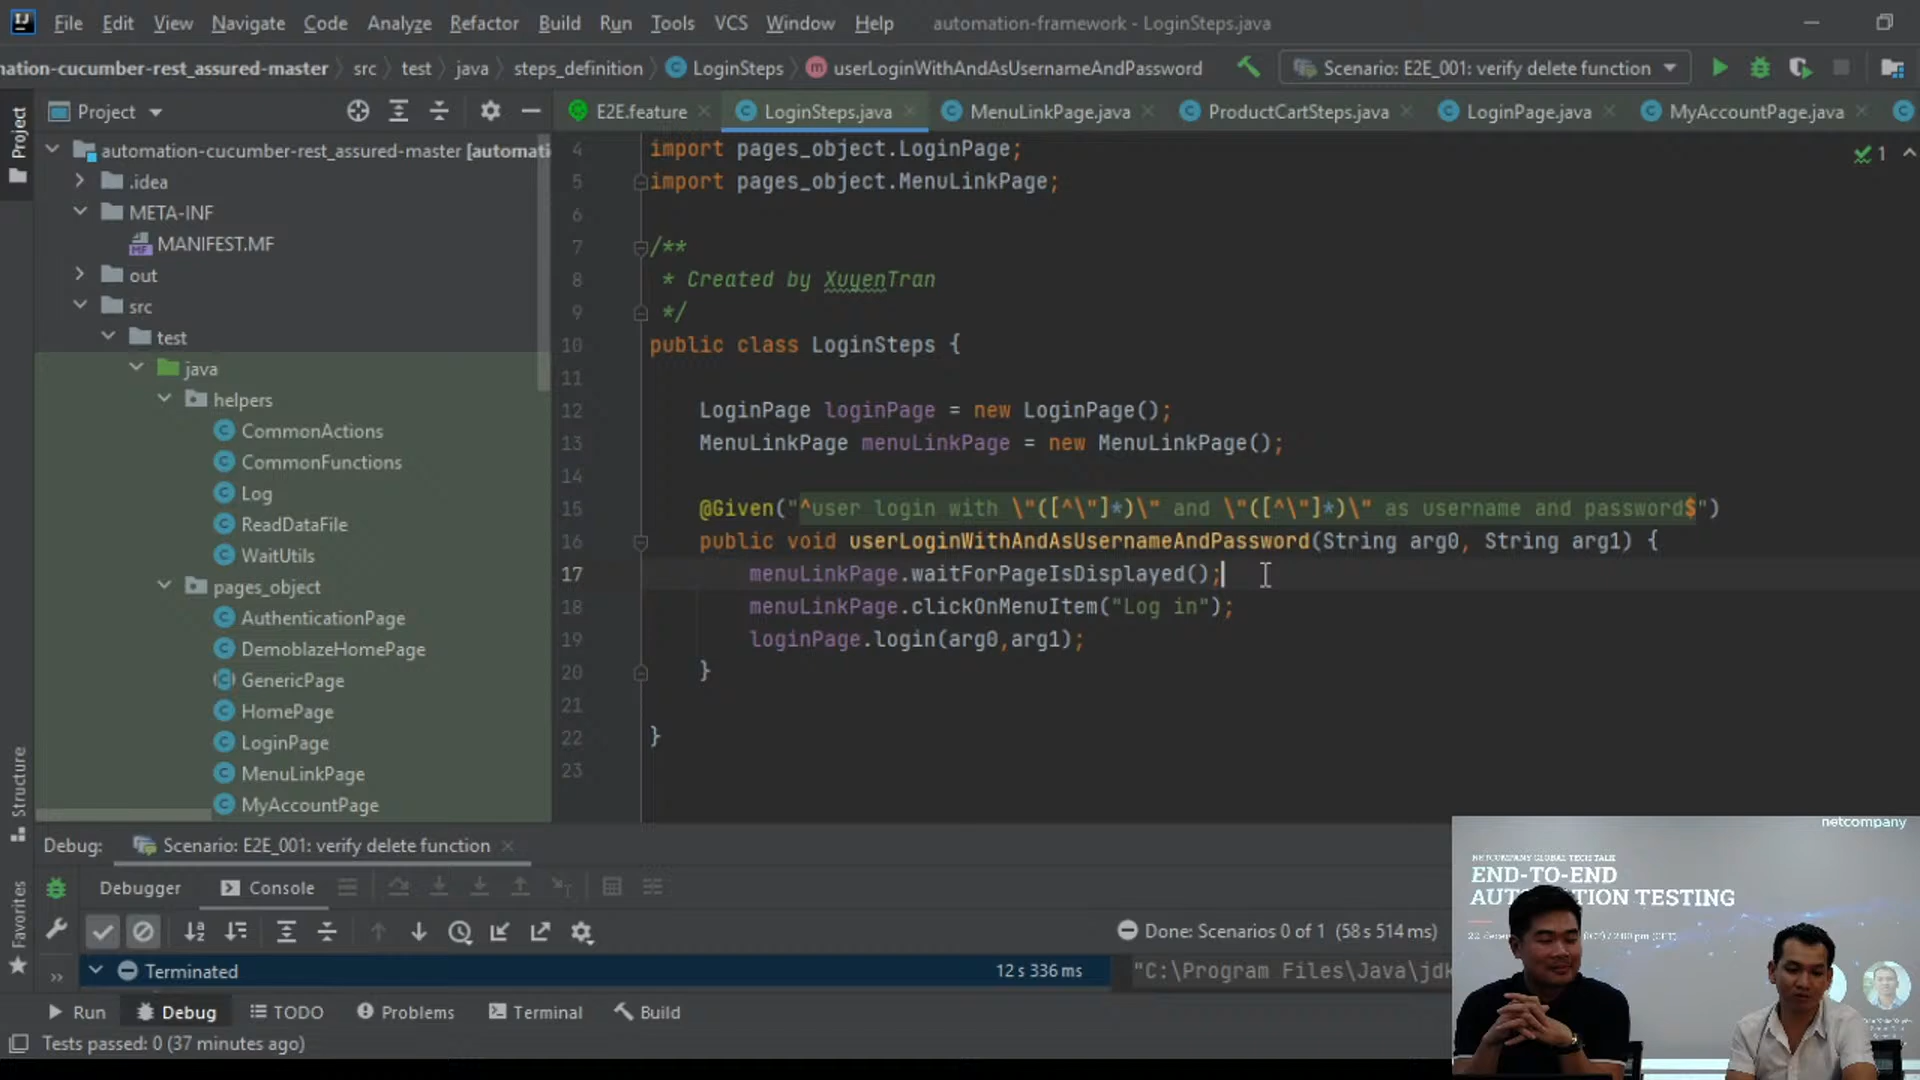 File Edit View Navigate Code Analyze Refactor Build Run Tools VCS Window Help automation-framework - LoginSteps.java
ation-cucumber-rest_assured-master src test java steps_definition LoginSteps userLoginWithAndAsUsernameAndPassword Scenario: E2E_001: verify delete function
Project
Project
E2E.feature LoginSteps.java MenuLinkPage.java ProductCartSteps.java LoginPage.java MyAccountPage.java
automation-cucumber-rest_assured-master [automati
.idea
META-INF
MANIFEST.MF
out
src
test
java
helpers
CommonActions
CommonFunctions
Log
ReadDataFile
WaitUtils
pages_object
AuthenticationPage
DemoblazeHomePage
GenericPage
HomePage
LoginPage
MenuLinkPage
MyAccountPage
Structure
Favorites
1
4 import pages_object.LoginPage;
5 import pages_object.MenuLinkPage;
6
7 /**
8 * Created by XuyenTran
9 */
10 public class LoginSteps {
11
12 LoginPage loginPage = new LoginPage();
13 MenuLinkPage menuLinkPage = new MenuLinkPage();
14
15 @Given("^user login with \"([^\"]*)\" and \"([^\"]*)\" as username and password$")
16 public void userLoginWithAndAsUsernameAndPassword(String arg0, String arg1) {
17 menuLinkPage.waitForPageIsDisplayed();
18 menuLinkPage.clickOnMenuItem("Log in");
19 loginPage.login(arg0,arg1);
20 }
21
22 }
23
Debug: Scenario: E2E_001: verify delete function
Debugger Console
Done: Scenarios 0 of 1 (58 s 514 ms)
Terminated 12 s 336 ms
"C:\Program Files\Java\jdk
Run Debug TODO Problems Terminal Build
Tests passed: 0 (37 minutes ago)
netcompany
NETCOMPANY GLOBAL TECH TALK
END-TO-END
AUTOMATION TESTING